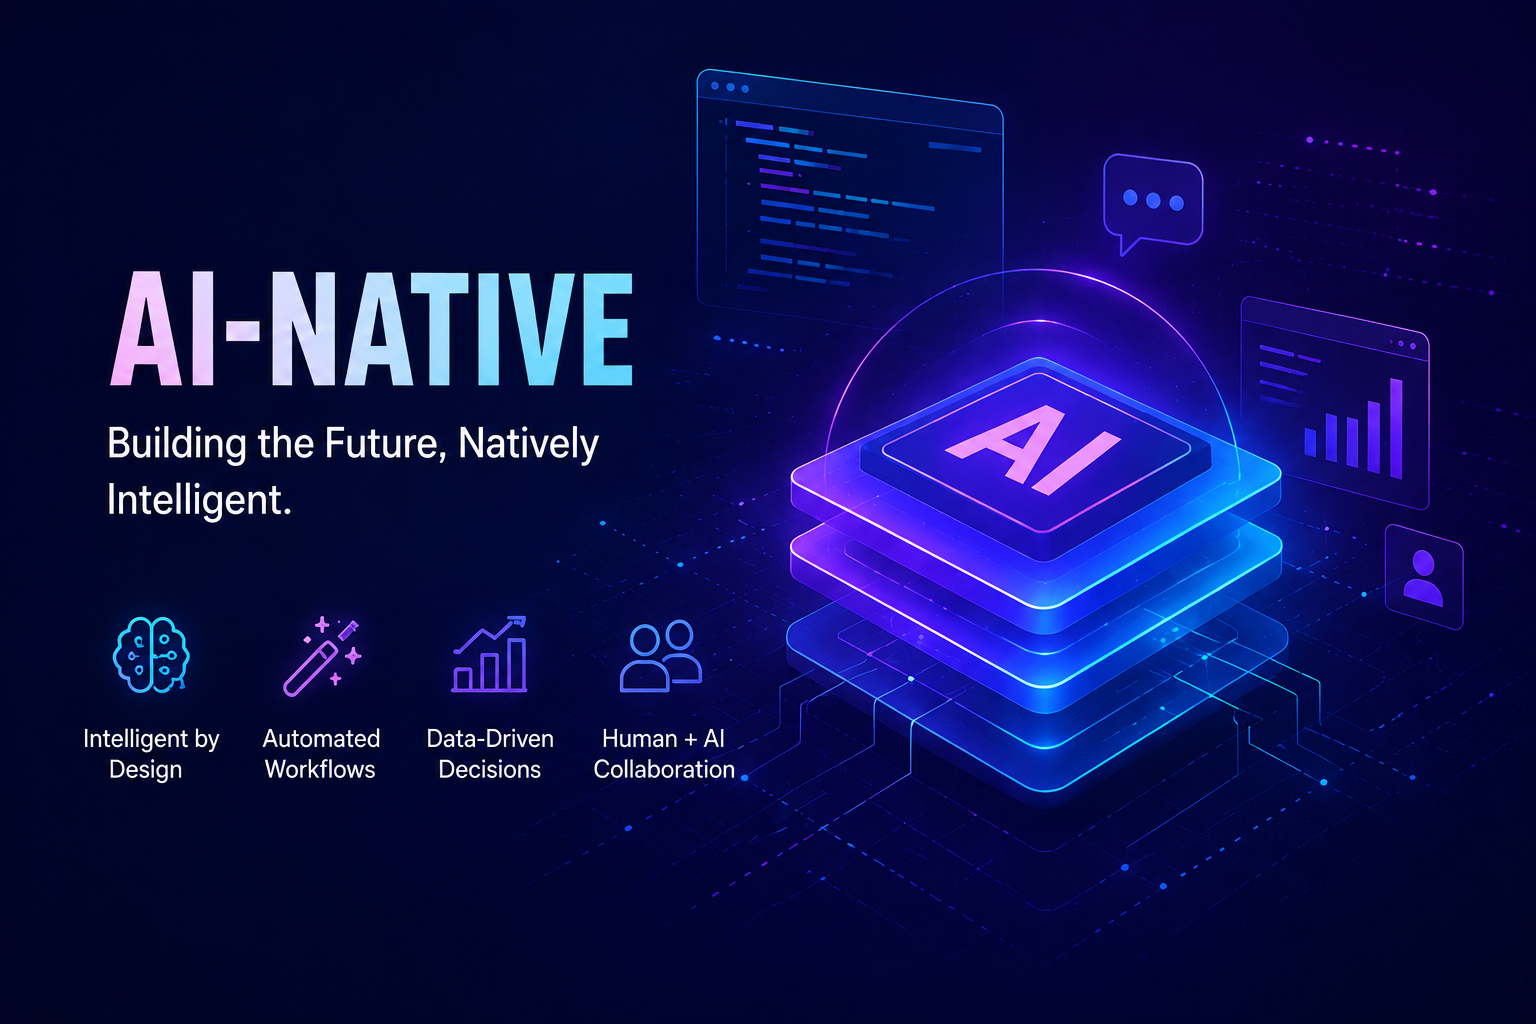 AI-NATIVE
Building the Future, Natively
Intelligent.
Intelligent by
Design
Automated
Workflows
Data-Driven
Decisions
Human + AI
Collaboration
AI